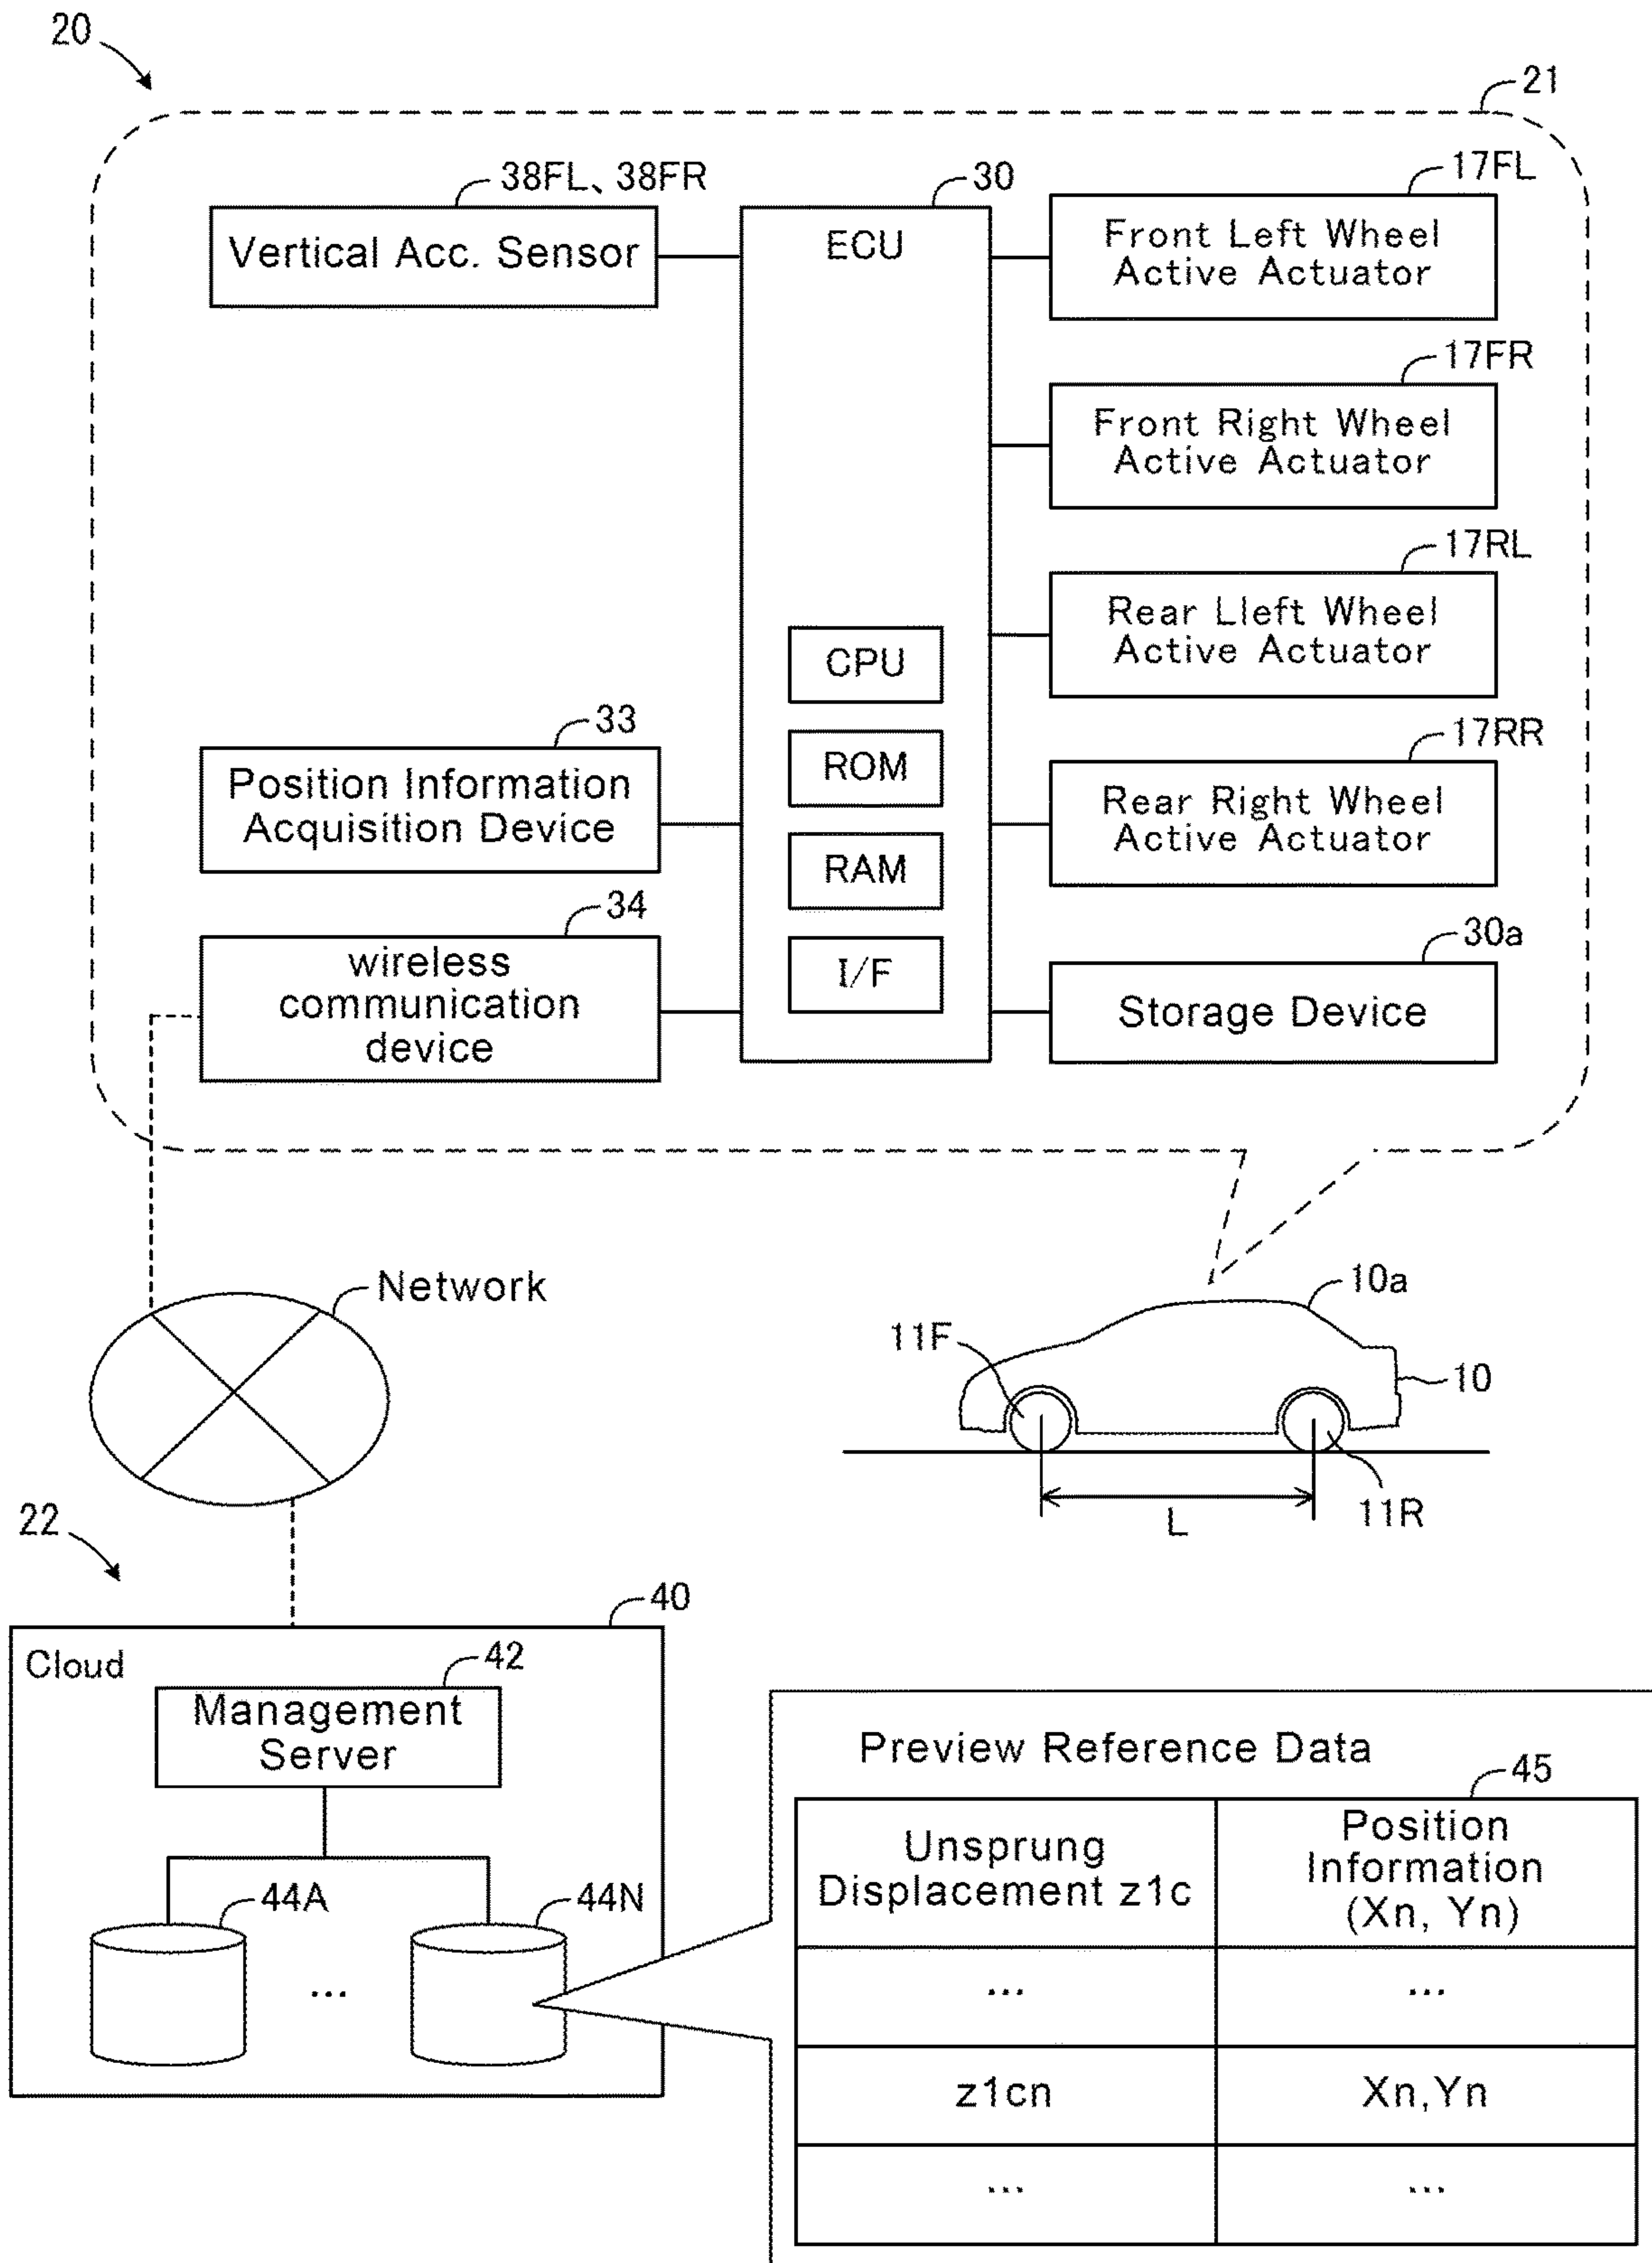 20
21
38FL、38FR
30
17FL
Vertical Acc. Sensor
ECU
Front Left Wheel
Active Actuator
17FR
Front Right Wheel
Active Actuator
17RL
Rear Lleft Wheel
Active Actuator
CPU
33
17RR
Position Information
Acquisition Device
ROM
Rear Right Wheel
Active Actuator
RAM
34
30a
wireless
communication
device
I/F
Storage Device
Network
10a
11F
10
11R
L
22
40
Cloud
42
Management
Server
44A
44N
...
Preview Reference Data
45
Unsprung
Displacement z1c
Position
Information
(Xn, Yn)
...
...
z1cn
Xn,Yn
...
...